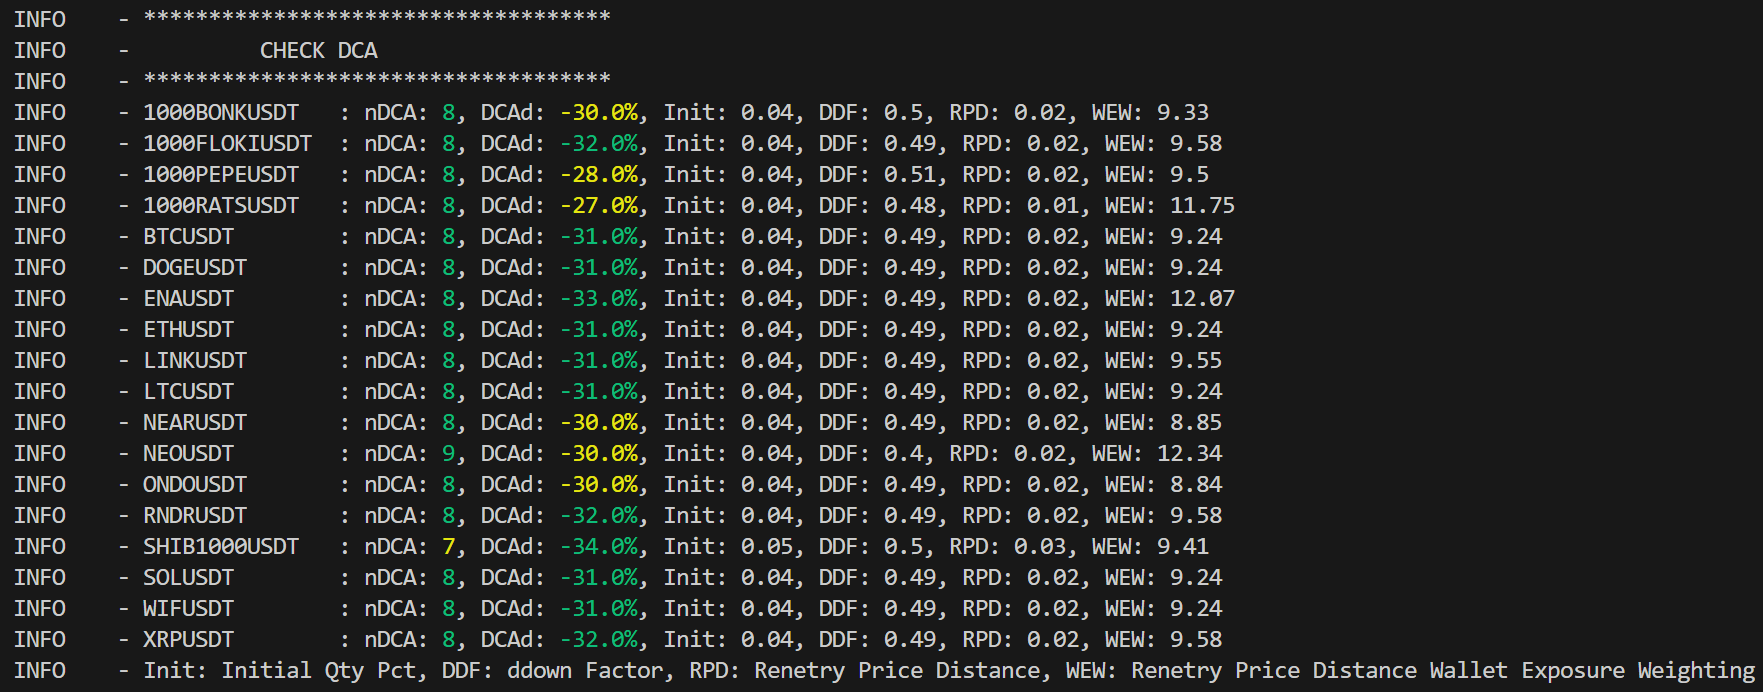 INFO    - ************************************
INFO    -          CHECK DCA
INFO    - ************************************
INFO    - 1000BONKUSDT   : nDCA: 8, DCAd: -30.0%, Init: 0.04, DDF: 0.5, RPD: 0.02, WEW: 9.33
INFO    - 1000FLOKIUSDT  : nDCA: 8, DCAd: -32.0%, Init: 0.04, DDF: 0.49, RPD: 0.02, WEW: 9.58
INFO    - 1000PEPEUSDT   : nDCA: 8, DCAd: -28.0%, Init: 0.04, DDF: 0.51, RPD: 0.02, WEW: 9.5
INFO    - 1000RATSUSDT   : nDCA: 8, DCAd: -27.0%, Init: 0.04, DDF: 0.48, RPD: 0.01, WEW: 11.75
INFO    - BTCUSDT        : nDCA: 8, DCAd: -31.0%, Init: 0.04, DDF: 0.49, RPD: 0.02, WEW: 9.24
INFO    - DOGEUSDT       : nDCA: 8, DCAd: -31.0%, Init: 0.04, DDF: 0.49, RPD: 0.02, WEW: 9.24
INFO    - ENAUSDT        : nDCA: 8, DCAd: -33.0%, Init: 0.04, DDF: 0.49, RPD: 0.02, WEW: 12.07
INFO    - ETHUSDT        : nDCA: 8, DCAd: -31.0%, Init: 0.04, DDF: 0.49, RPD: 0.02, WEW: 9.24
INFO    - LINKUSDT       : nDCA: 8, DCAd: -31.0%, Init: 0.04, DDF: 0.49, RPD: 0.02, WEW: 9.55
INFO    - LTCUSDT        : nDCA: 8, DCAd: -31.0%, Init: 0.04, DDF: 0.49, RPD: 0.02, WEW: 9.24
INFO    - NEARUSDT       : nDCA: 8, DCAd: -30.0%, Init: 0.04, DDF: 0.49, RPD: 0.02, WEW: 8.85
INFO    - NEOUSDT        : nDCA: 9, DCAd: -30.0%, Init: 0.04, DDF: 0.4, RPD: 0.02, WEW: 12.34
INFO    - ONDOUSDT       : nDCA: 8, DCAd: -30.0%, Init: 0.04, DDF: 0.49, RPD: 0.02, WEW: 8.84
INFO    - RNDRUSDT       : nDCA: 8, DCAd: -32.0%, Init: 0.04, DDF: 0.49, RPD: 0.02, WEW: 9.58
INFO    - SHIB1000USDT   : nDCA: 7, DCAd: -34.0%, Init: 0.05, DDF: 0.5, RPD: 0.03, WEW: 9.41
INFO    - SOLUSDT        : nDCA: 8, DCAd: -31.0%, Init: 0.04, DDF: 0.49, RPD: 0.02, WEW: 9.24
INFO    - WIFUSDT        : nDCA: 8, DCAd: -31.0%, Init: 0.04, DDF: 0.49, RPD: 0.02, WEW: 9.24
INFO    - XRPUSDT        : nDCA: 8, DCAd: -32.0%, Init: 0.04, DDF: 0.49, RPD: 0.02, WEW: 9.58
INFO    - Init: Initial Qty Pct, DDF: ddown Factor, RPD: Renetry Price Distance, WEW: Renetry Price Distance Wallet Exposure Weighting